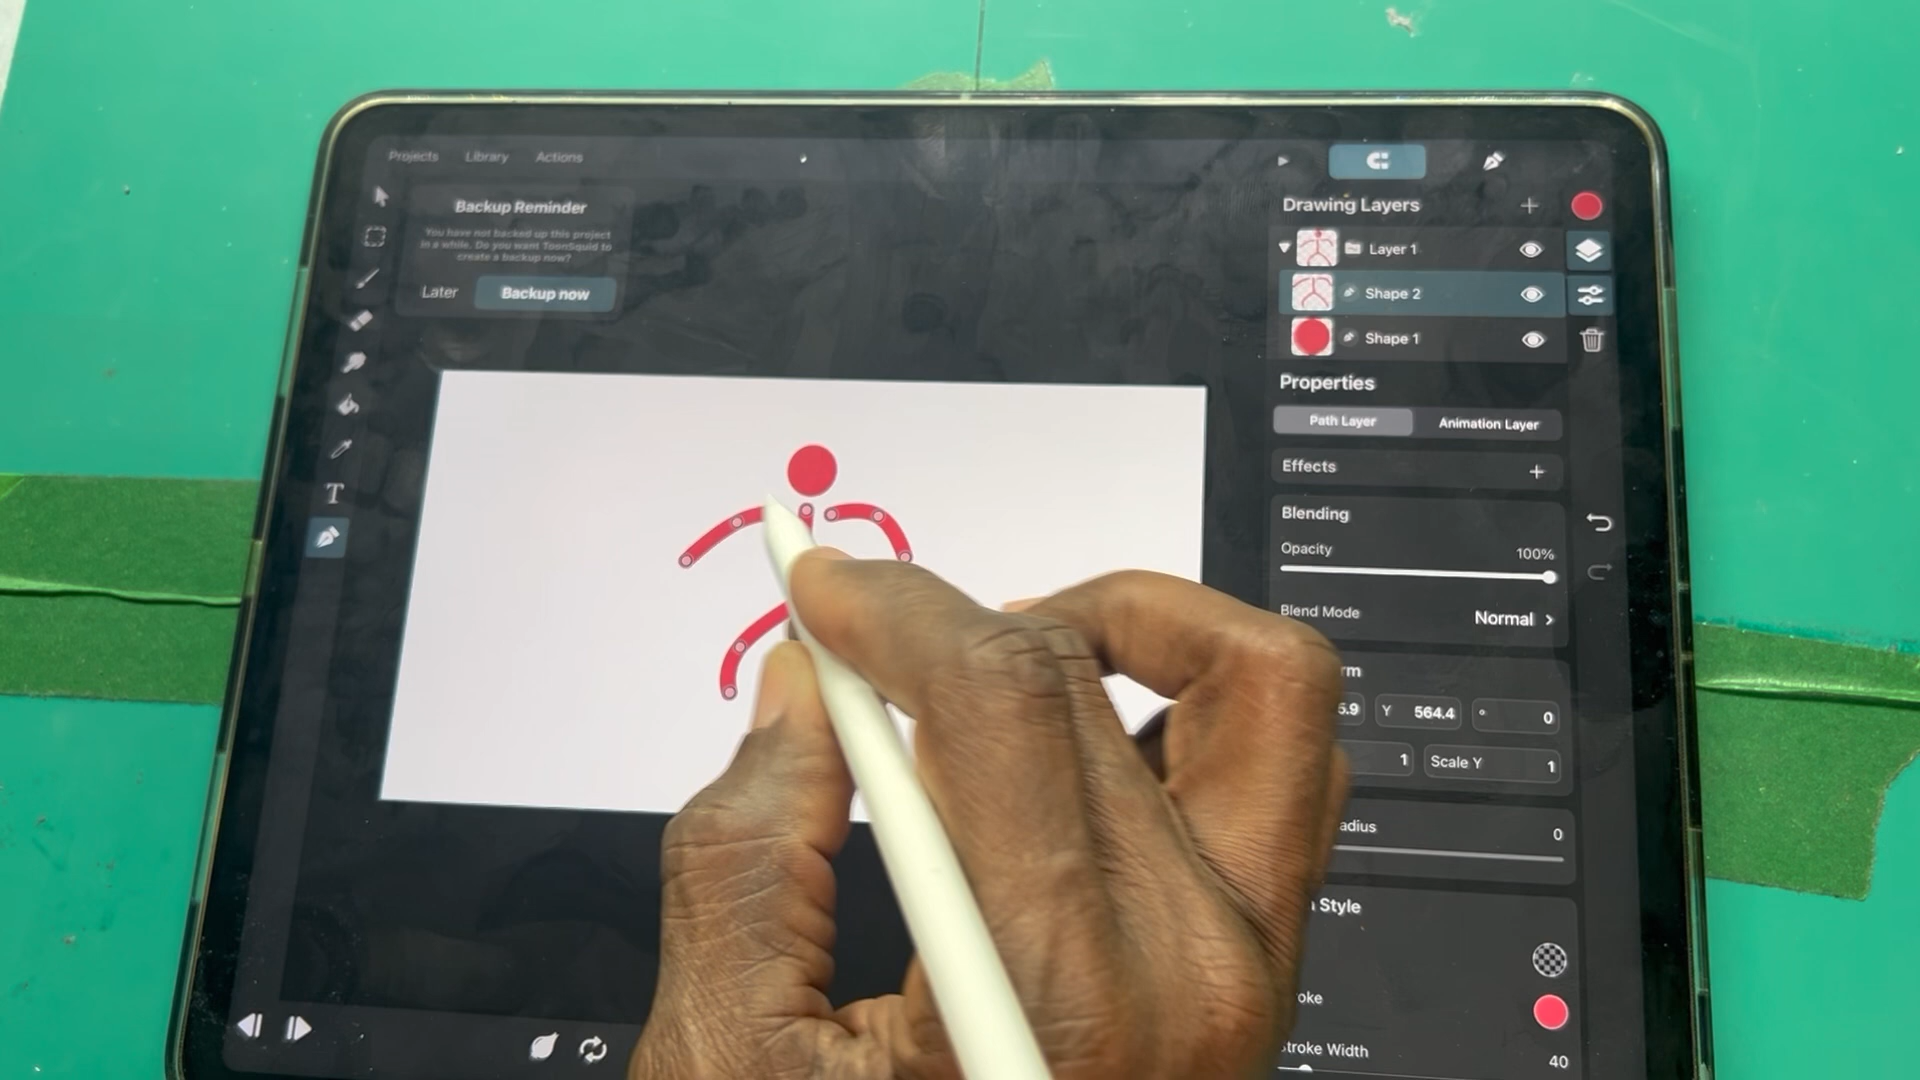 Projects Library Actions
Backup Reminder
You have not backed up this project
in a while. Do you want ToonSquid to
create a backup now?
Later Backup now
T
Drawing Layers
Layer 1
Shape 2
Shape 1
Properties
Path Layer Animation Layer
Effects
Blending
Opacity 100%
Blend Mode Normal
rm
5.9 Y 564.4 ° 0
1 Scale Y 1
adius 0
Style
oke
troke Width 40